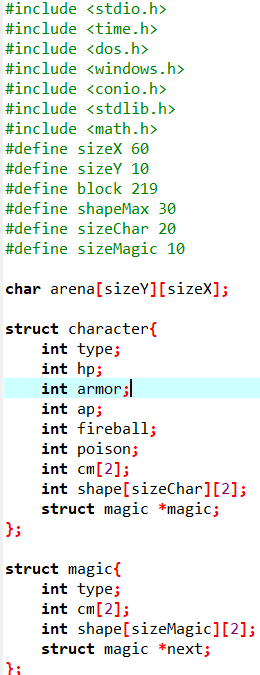 #include <stdio.h>
#include <time.h>
#include <dos.h>
#include <windows.h>
#include <conio.h>
#include <stdlib.h>
#include <math.h>
#define sizeX 60
#define sizeY 10
#define block 219
#define shapeMax 30
#define sizeChar 20
#define sizeMagic 10

char arena[sizeY][sizeX];

struct character{
    int type;
    int hp;
    int armor;
    int ap;
    int fireball;
    int poison;
    int cm[2];
    int shape[sizeChar][2];
    struct magic *magic;
};

struct magic{
    int type;
    int cm[2];
    int shape[sizeMagic][2];
    struct magic *next;
};